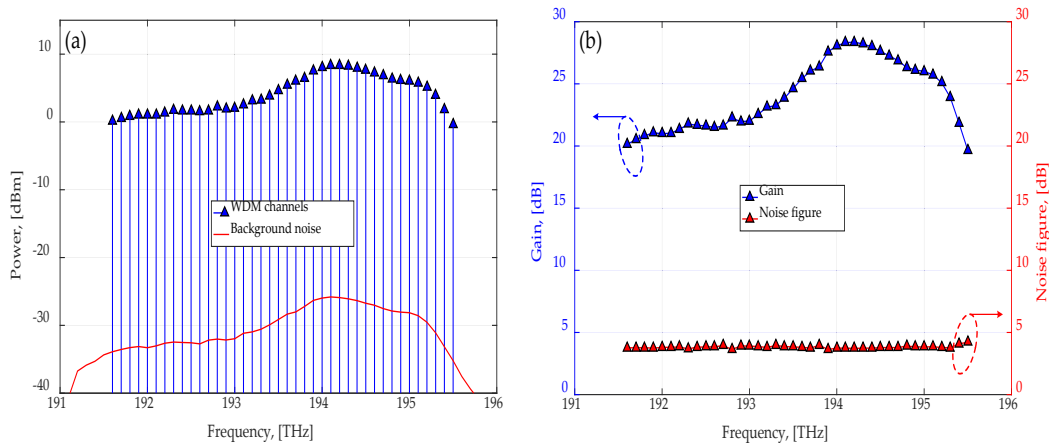 (a)
10
0
-10
-20
-30
-40
Power, [dBm]
WDM channels
Background noise
191
192
193
194
195
196
Frequency, [THz]
(b)
30
25
20
15
10
5
0
Gain, [dB]
Gain
Noise figure
30
25
20
15
10
5
0
Noise figure, [dB]
191
192
193
194
195
196
Frequency, [THz]